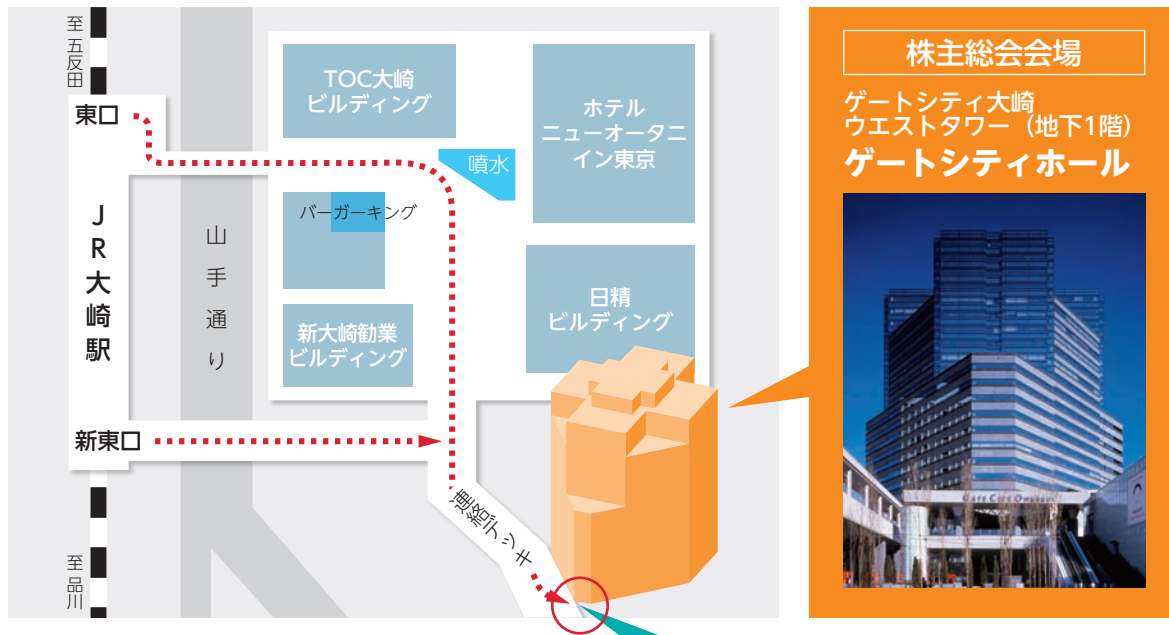 至五反田
東口
JR大崎駅
新東口
至品川
山手通り
TOC大崎
ビルディング
ホテル
ニューオータニ
イン東京
噴水
バーガーキング
日精
ビルディング
新大崎勧業
ビルディング
連絡デッキ
株主総会会場
ゲートシティ大崎
ウエストタワー（地下1階）
ゲートシティホール
GATE CITY OHSAKI